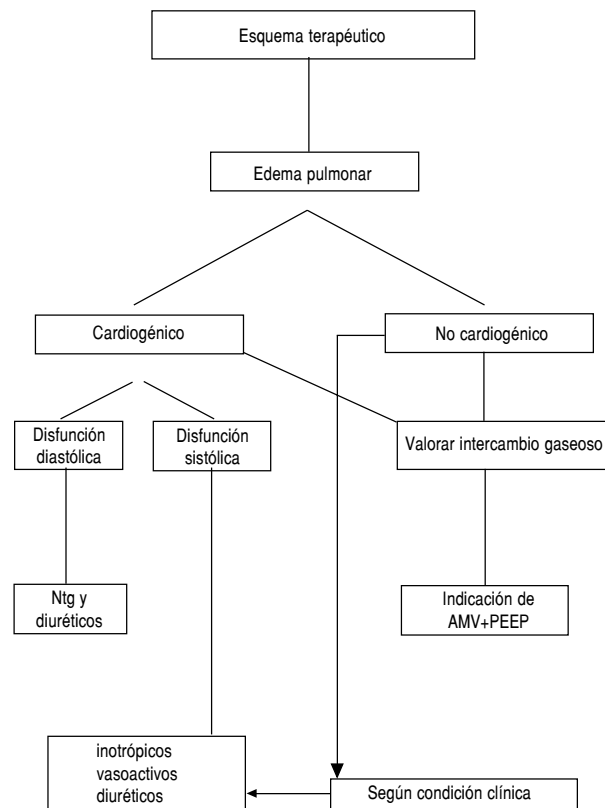 Esquema terapéutico
Edema pulmonar
Cardiogénico
No cardiogénico
Disfunción
diastólica
Disfunción
sistólica
Valorar intercambio gaseoso
Ntg y
diuréticos
Indicación de
AMV+PEEP
inotrópicos
vasoactivos
diuréticos
Según condición clínica